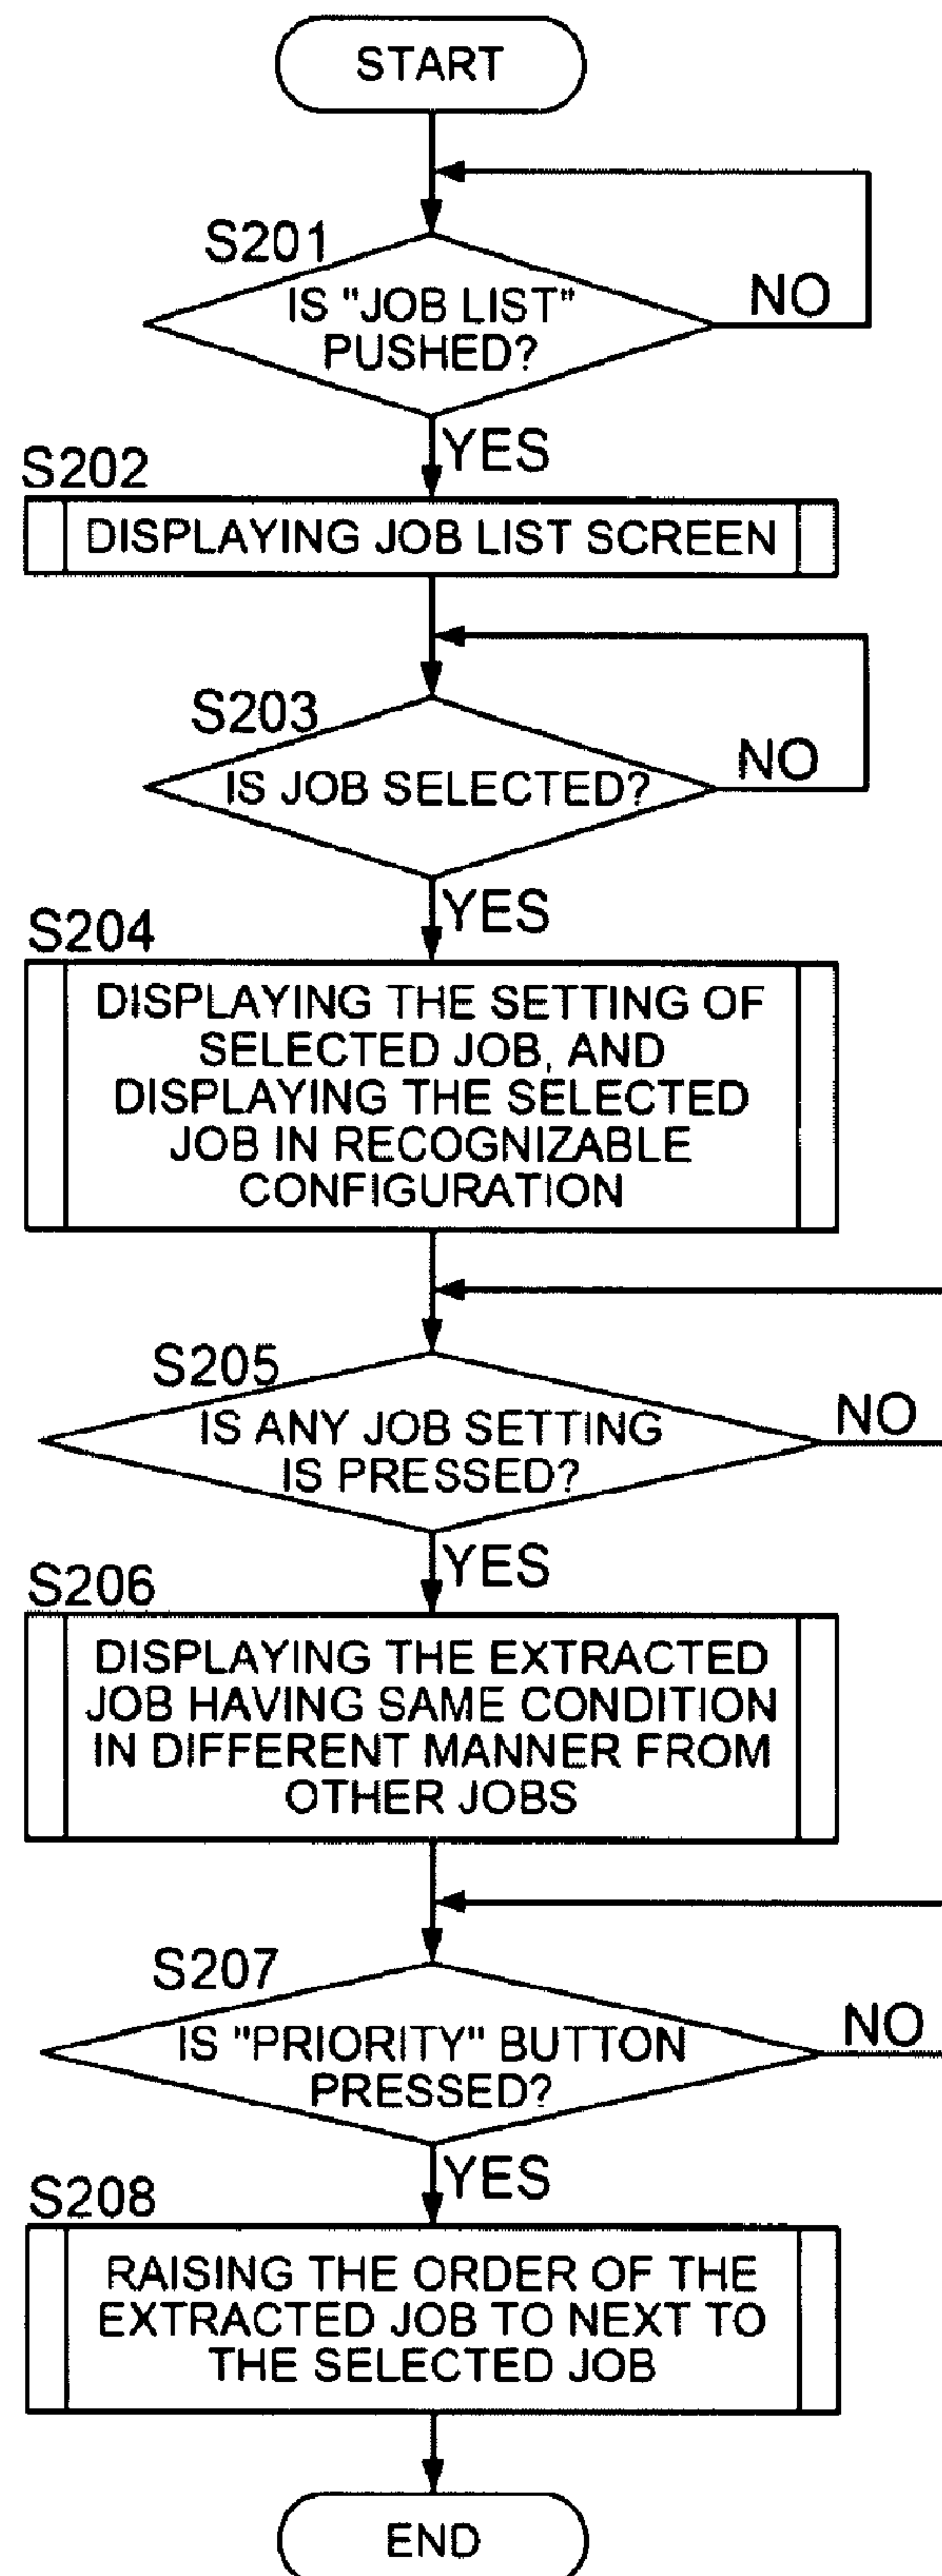 START
S201
IS "JOB LIST"
PUSHED?
NO
YES
S202
DISPLAYING JOB LIST SCREEN
S203
IS JOB SELECTED?
NO
YES
S204
DISPLAYING THE SETTING OF
SELECTED JOB, AND
DISPLAYING THE SELECTED
JOB IN RECOGNIZABLE
CONFIGURATION
S205
IS ANY JOB SETTING
IS PRESSED?
NO
YES
S206
DISPLAYING THE EXTRACTED
JOB HAVING SAME CONDITION
IN DIFFERENT MANNER FROM
OTHER JOBS
S207
IS "PRIORITY" BUTTON
PRESSED?
NO
YES
S208
RAISING THE ORDER OF THE
EXTRACTED JOB TO NEXT TO
THE SELECTED JOB
END